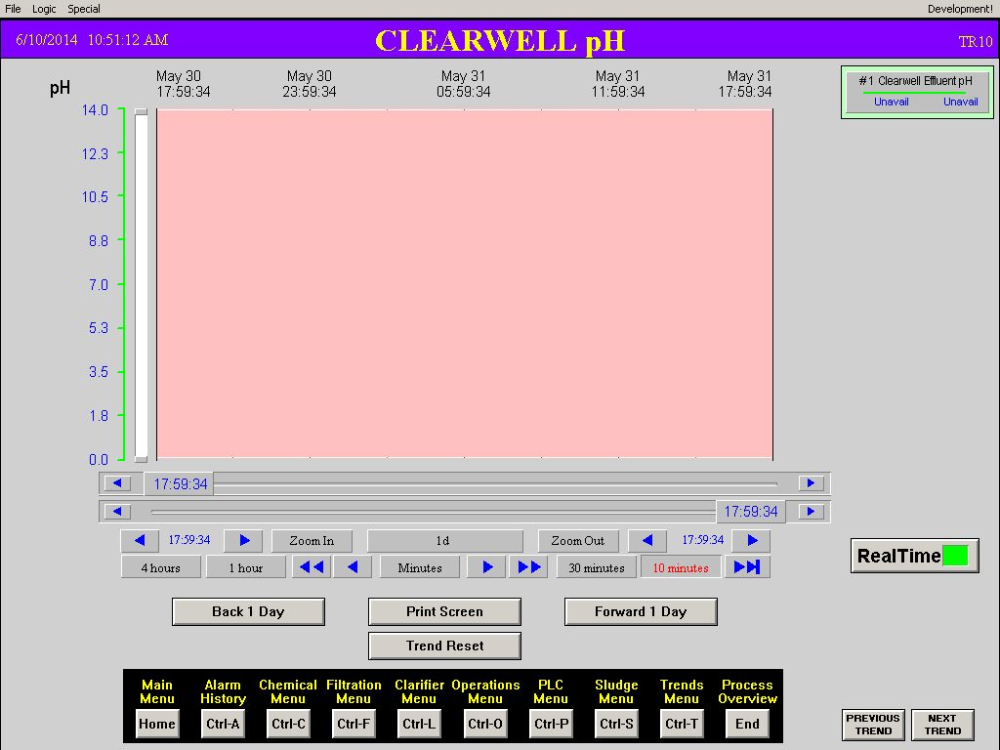 File Logic Special Development!
6/10/2014 10:51:12 AM CLEARWELL pH TR10
pH
May 30 May 30 May 31 May 31 May 31
17:59:34 23:59:34 05:59:34 11:59:34 17:59:34
#1 Clearwell Effluent pH
Unavail Unavail
14.0
12.3
10.5
8.8
7.0
5.3
3.5
1.8
0.0
17:59:34
17:59:34
17:59:34 Zoom In 1d Zoom Out 17:59:34
4 hours 1 hour Minutes 30 minutes 10 minutes
RealTime
Back 1 Day Print Screen Forward 1 Day
Trend Reset
Main Alarm Chemical Filtration Clarifier Operations PLC Sludge Trends Process
Menu History Menu Menu Menu Menu Menu Menu Menu Overview
Home Ctrl-A Ctrl-C Ctrl-F Ctrl-L Ctrl-O Ctrl-P Ctrl-S Ctrl-T End
PREVIOUS NEXT
TREND TREND